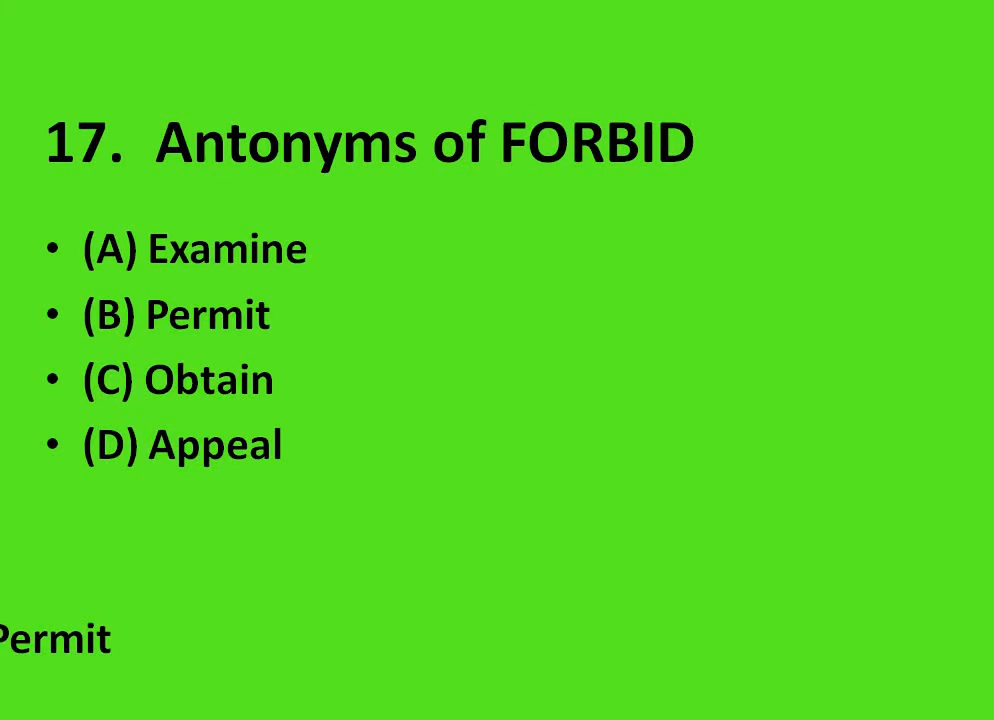 17. Antonyms of FORBID
• (A) Examine
• (B) Permit
• (C) Obtain
• (D) Appeal
Permit